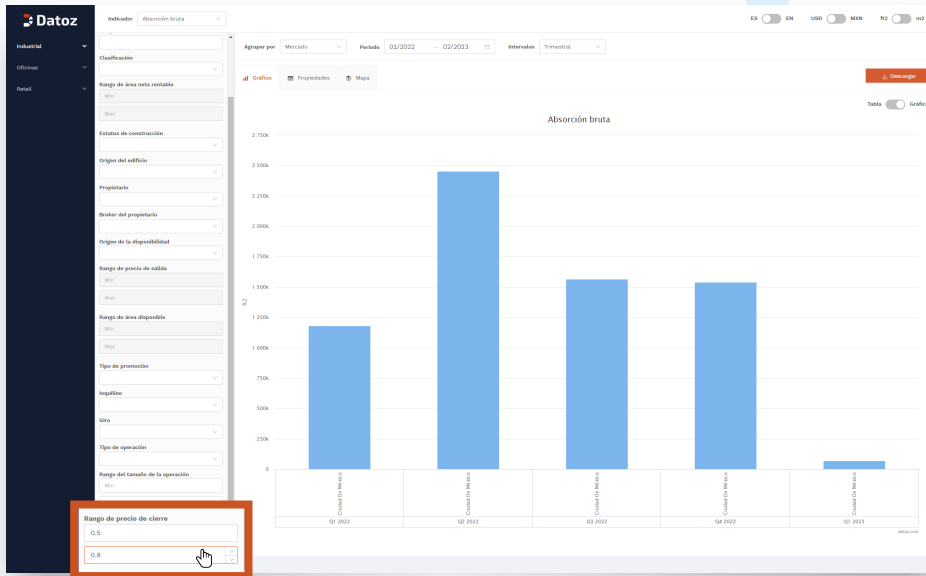 Datoz
Indicador
Absorción bruta
ES
EN
USD
MXN
ft2
m2
Industrial
Oficinas
Retail
Clasificación
Rango de área neta rentable
Min
Max
Estatus de construcción
Origen del edificio
Propietario
Broker del propietario
Origen de la disponibilidad
Rango de precio de salida
Min
Max
Rango de área disponible
Min
Max
Tipo de promoción
Inquilino
Giro
Tipo de operación
Rango del tamaño de la operación
Min
Rango de precio de cierre
0.5
0.8
Agrupar por
Mercado
Periodo
01/2022
→ 02/2023
Intervalos
Trimestral
Gráfico
Propiedades
Mapa
Descargar
Tabla
Gráfico
Absorción bruta
2 750k
2 500k
2 250k
2 000k
1 750k
1 500k
1 250k
1 000k
750k
500k
250k
0
ft2
Ciudad De México
Ciudad De México
Ciudad De México
Ciudad De México
Ciudad De México
Q1 2022
Q2 2022
Q3 2022
Q4 2022
Q1 2023
datoz.com